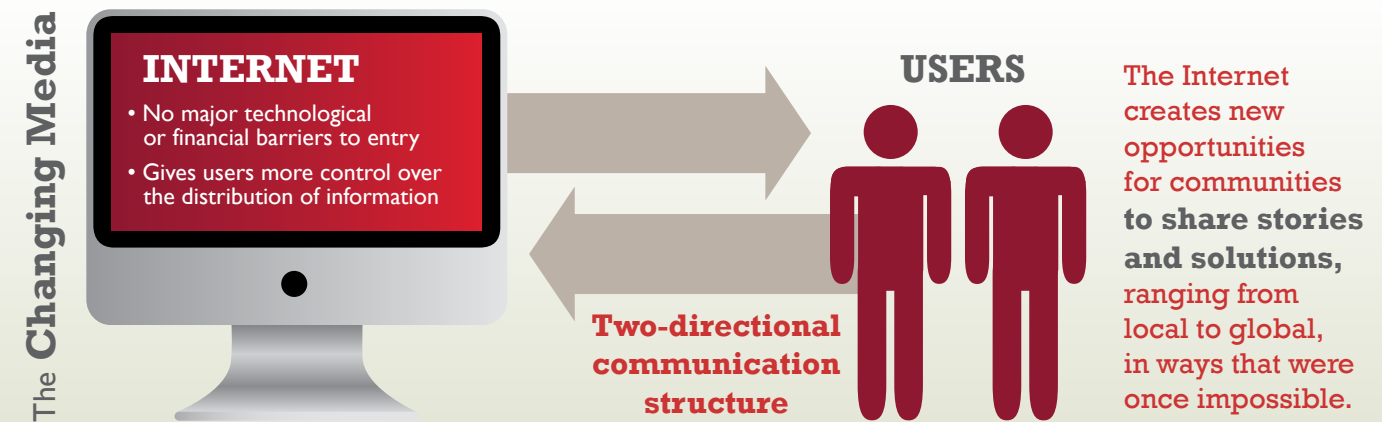 The Changing Media
INTERNET
• No major technological
or financial barriers to entry
• Gives users more control over
the distribution of information
USERS
Two-directional
communication
structure
The Internet
creates new
opportunities
for communities
to share stories
and solutions,
ranging from
local to global,
in ways that were
once impossible.